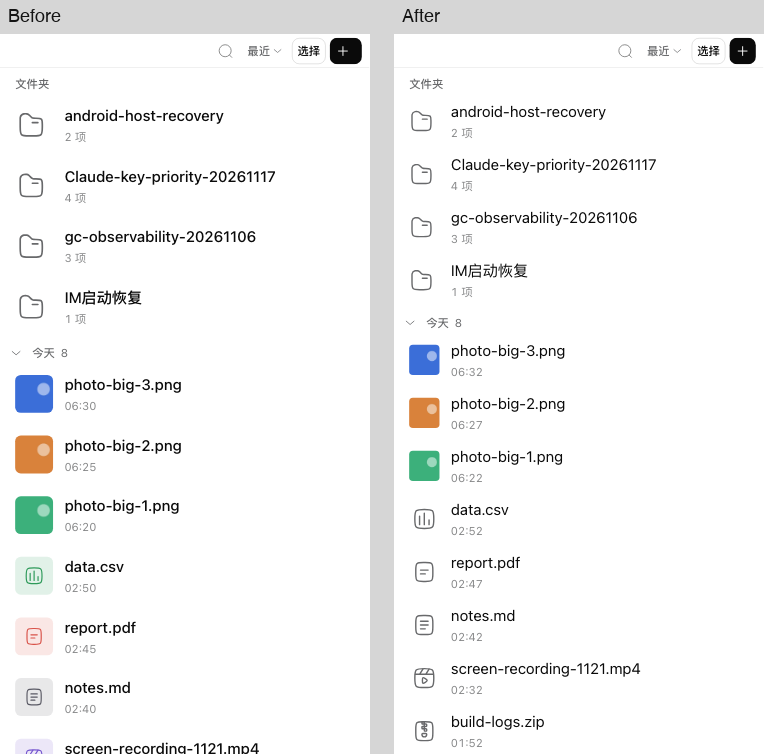 Before
最近 选择
文件夹
android-host-recovery
2 项
Claude-key-priority-20261117
4 项
gc-observability-20261106
3 项
IM启动恢复
1 项
今天 8
photo-big-3.png
06:30
photo-big-2.png
06:25
photo-big-1.png
06:20
data.csv
02:50
report.pdf
02:45
notes.md
02:40
screen-recording-1121.mp4
After
最近 选择
文件夹
android-host-recovery
2 项
Claude-key-priority-20261117
4 项
gc-observability-20261106
3 项
IM启动恢复
1 项
今天 8
photo-big-3.png
06:32
photo-big-2.png
06:27
photo-big-1.png
06:22
data.csv
02:52
report.pdf
02:47
notes.md
02:42
screen-recording-1121.mp4
02:32
build-logs.zip
01:52